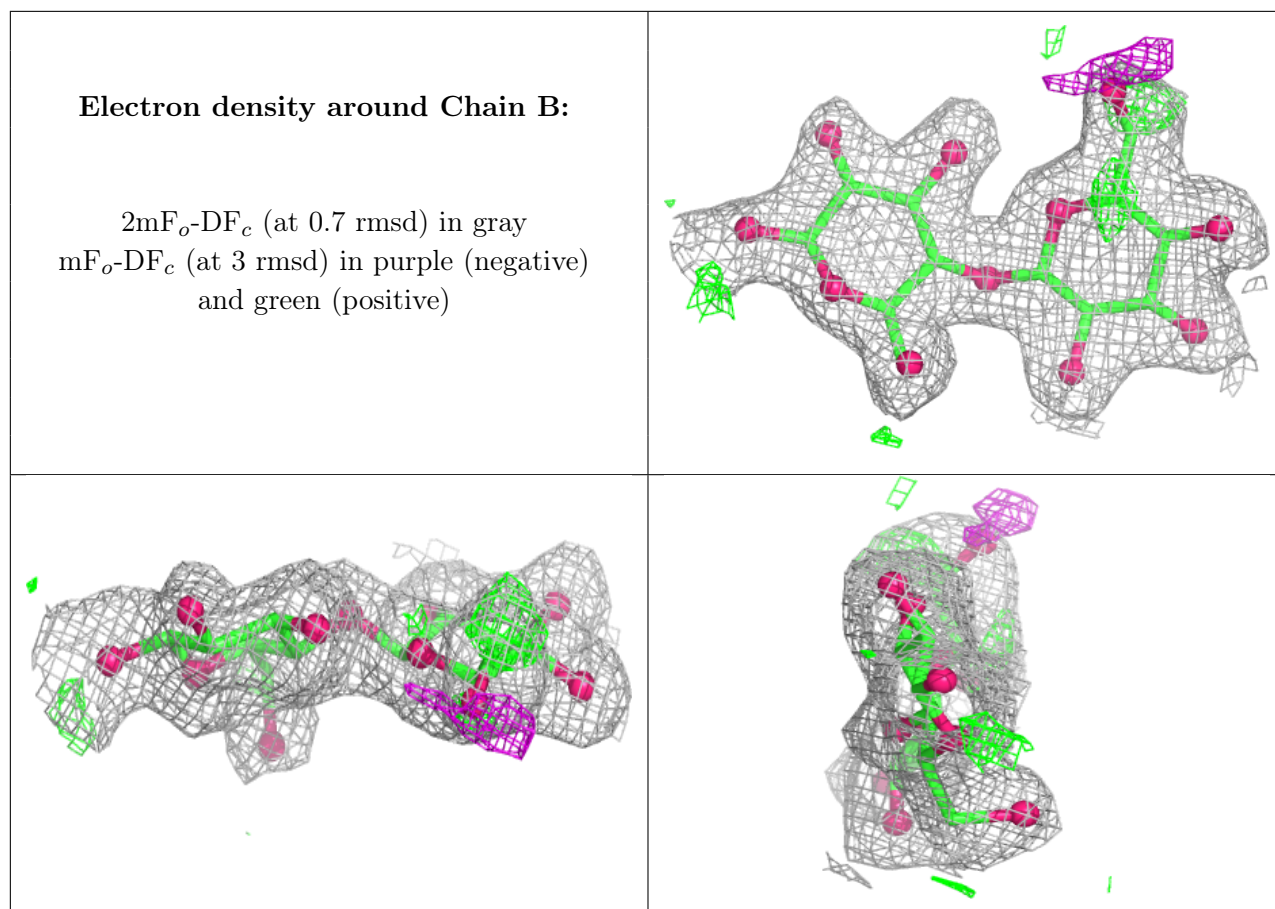 Electron density around Chain B:
2mFo-DFc (at 0.7 rmsd) in gray
mFo-DFc (at 3 rmsd) in purple (negative)
and green (positive)